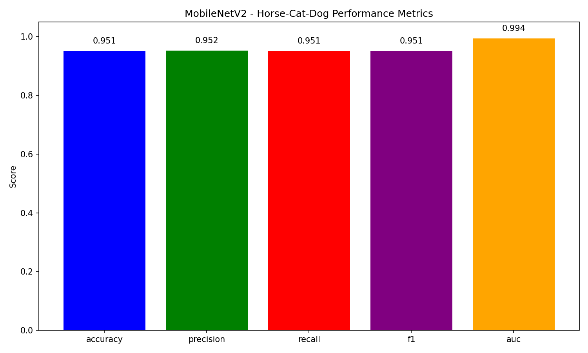 MobileNetV2 - Horse-Cat-Dog Performance Metrics
0.951
0.952
0.951
0.951
0.994
1.0
0.8
0.6
0.4
0.2
0.0
Score
accuracy
precision
recall
f1
auc